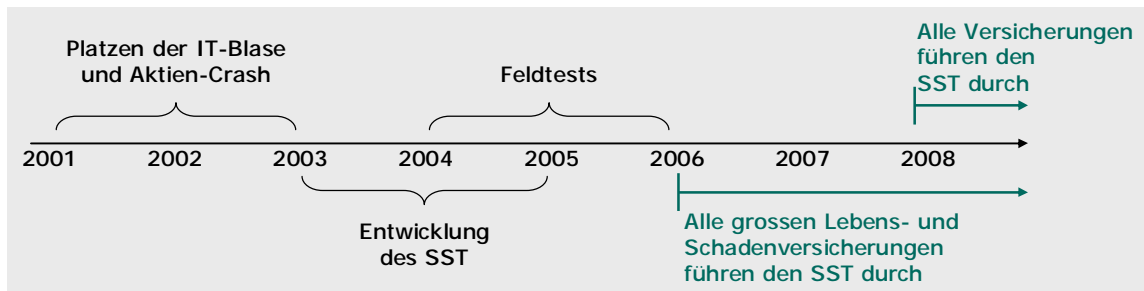 Platzen der IT-Blase
und Aktien-Crash
Feldtests
Alle Versicherungen
führen den
SST durch
2001 2002 2003 2004 2005 2006 2007 2008
Entwicklung
des SST
Alle grossen Lebens- und
Schadenversicherungen
führen den SST durch